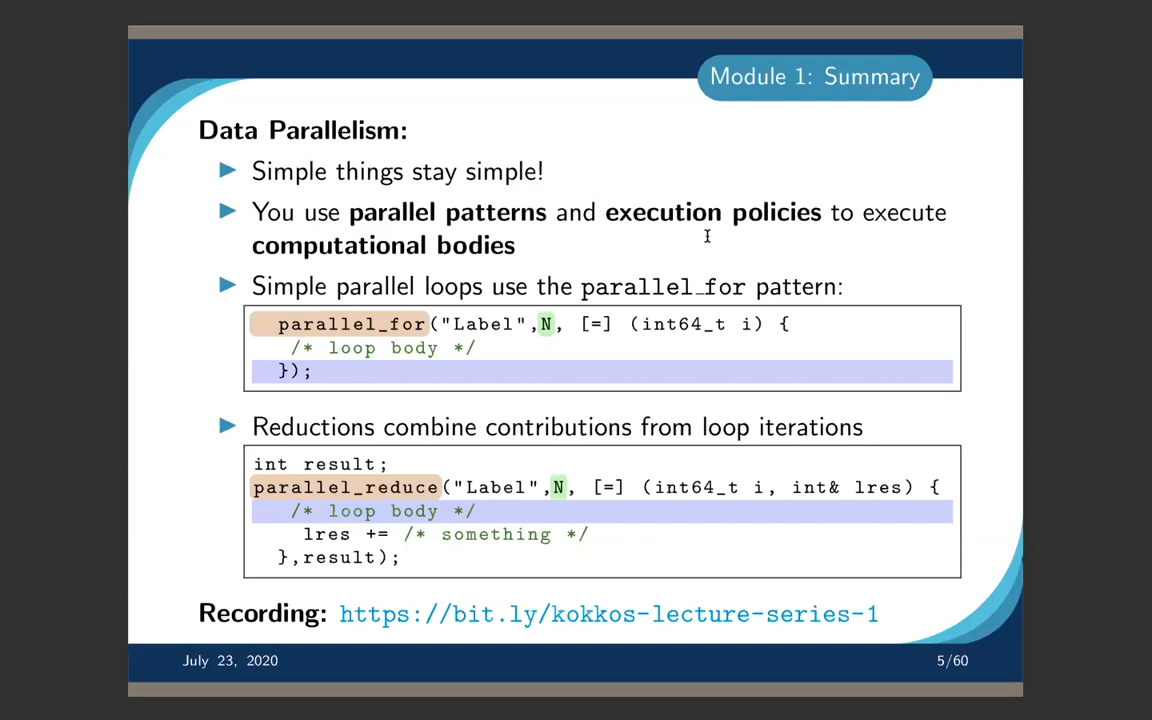 Module 1: Summary
Data Parallelism:
Simple things stay simple!
You use parallel patterns and execution policies to execute
computational bodies
Simple parallel loops use the parallel_for pattern:
parallel_for("Label",N, [=] (int64_t i) {
/* loop body */
});
Reductions combine contributions from loop iterations
int result;
parallel_reduce("Label",N, [=] (int64_t i, int& lres) {
/* loop body */
lres += /* something */
},result);
Recording: https://bit.ly/kokkos-lecture-series-1
July 23, 2020
5/60